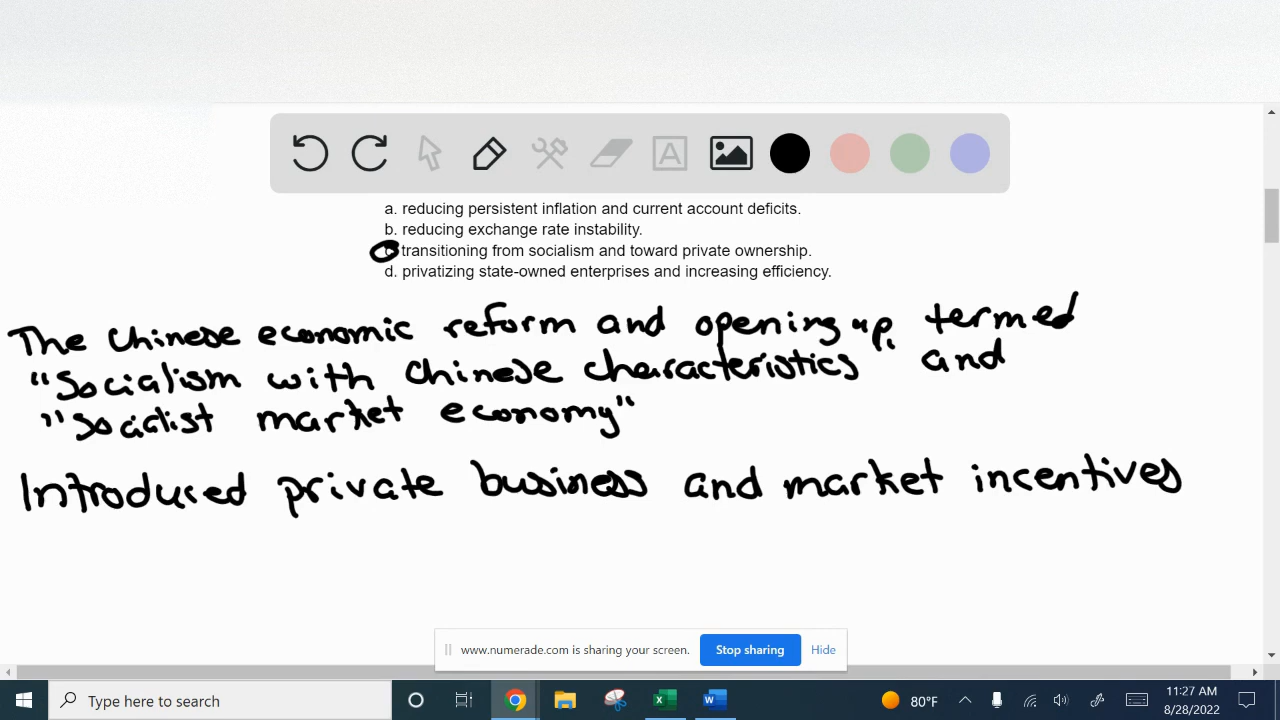 A
a. reducing persistent inflation and current account deficits.
b. reducing exchange rate instability.
c. transitioning from socialism and toward private ownership.
d. privatizing state-owned enterprises and increasing efficiency.
The Chinese economic reform and opening up, termed
"Socialism with Chinese characteristics" and
"Socialist market economy"
Introduced private business and market incentives
www.numerade.com is sharing your screen. Stop sharing Hide
Type here to search 80°F 11:27 AM
8/28/2022